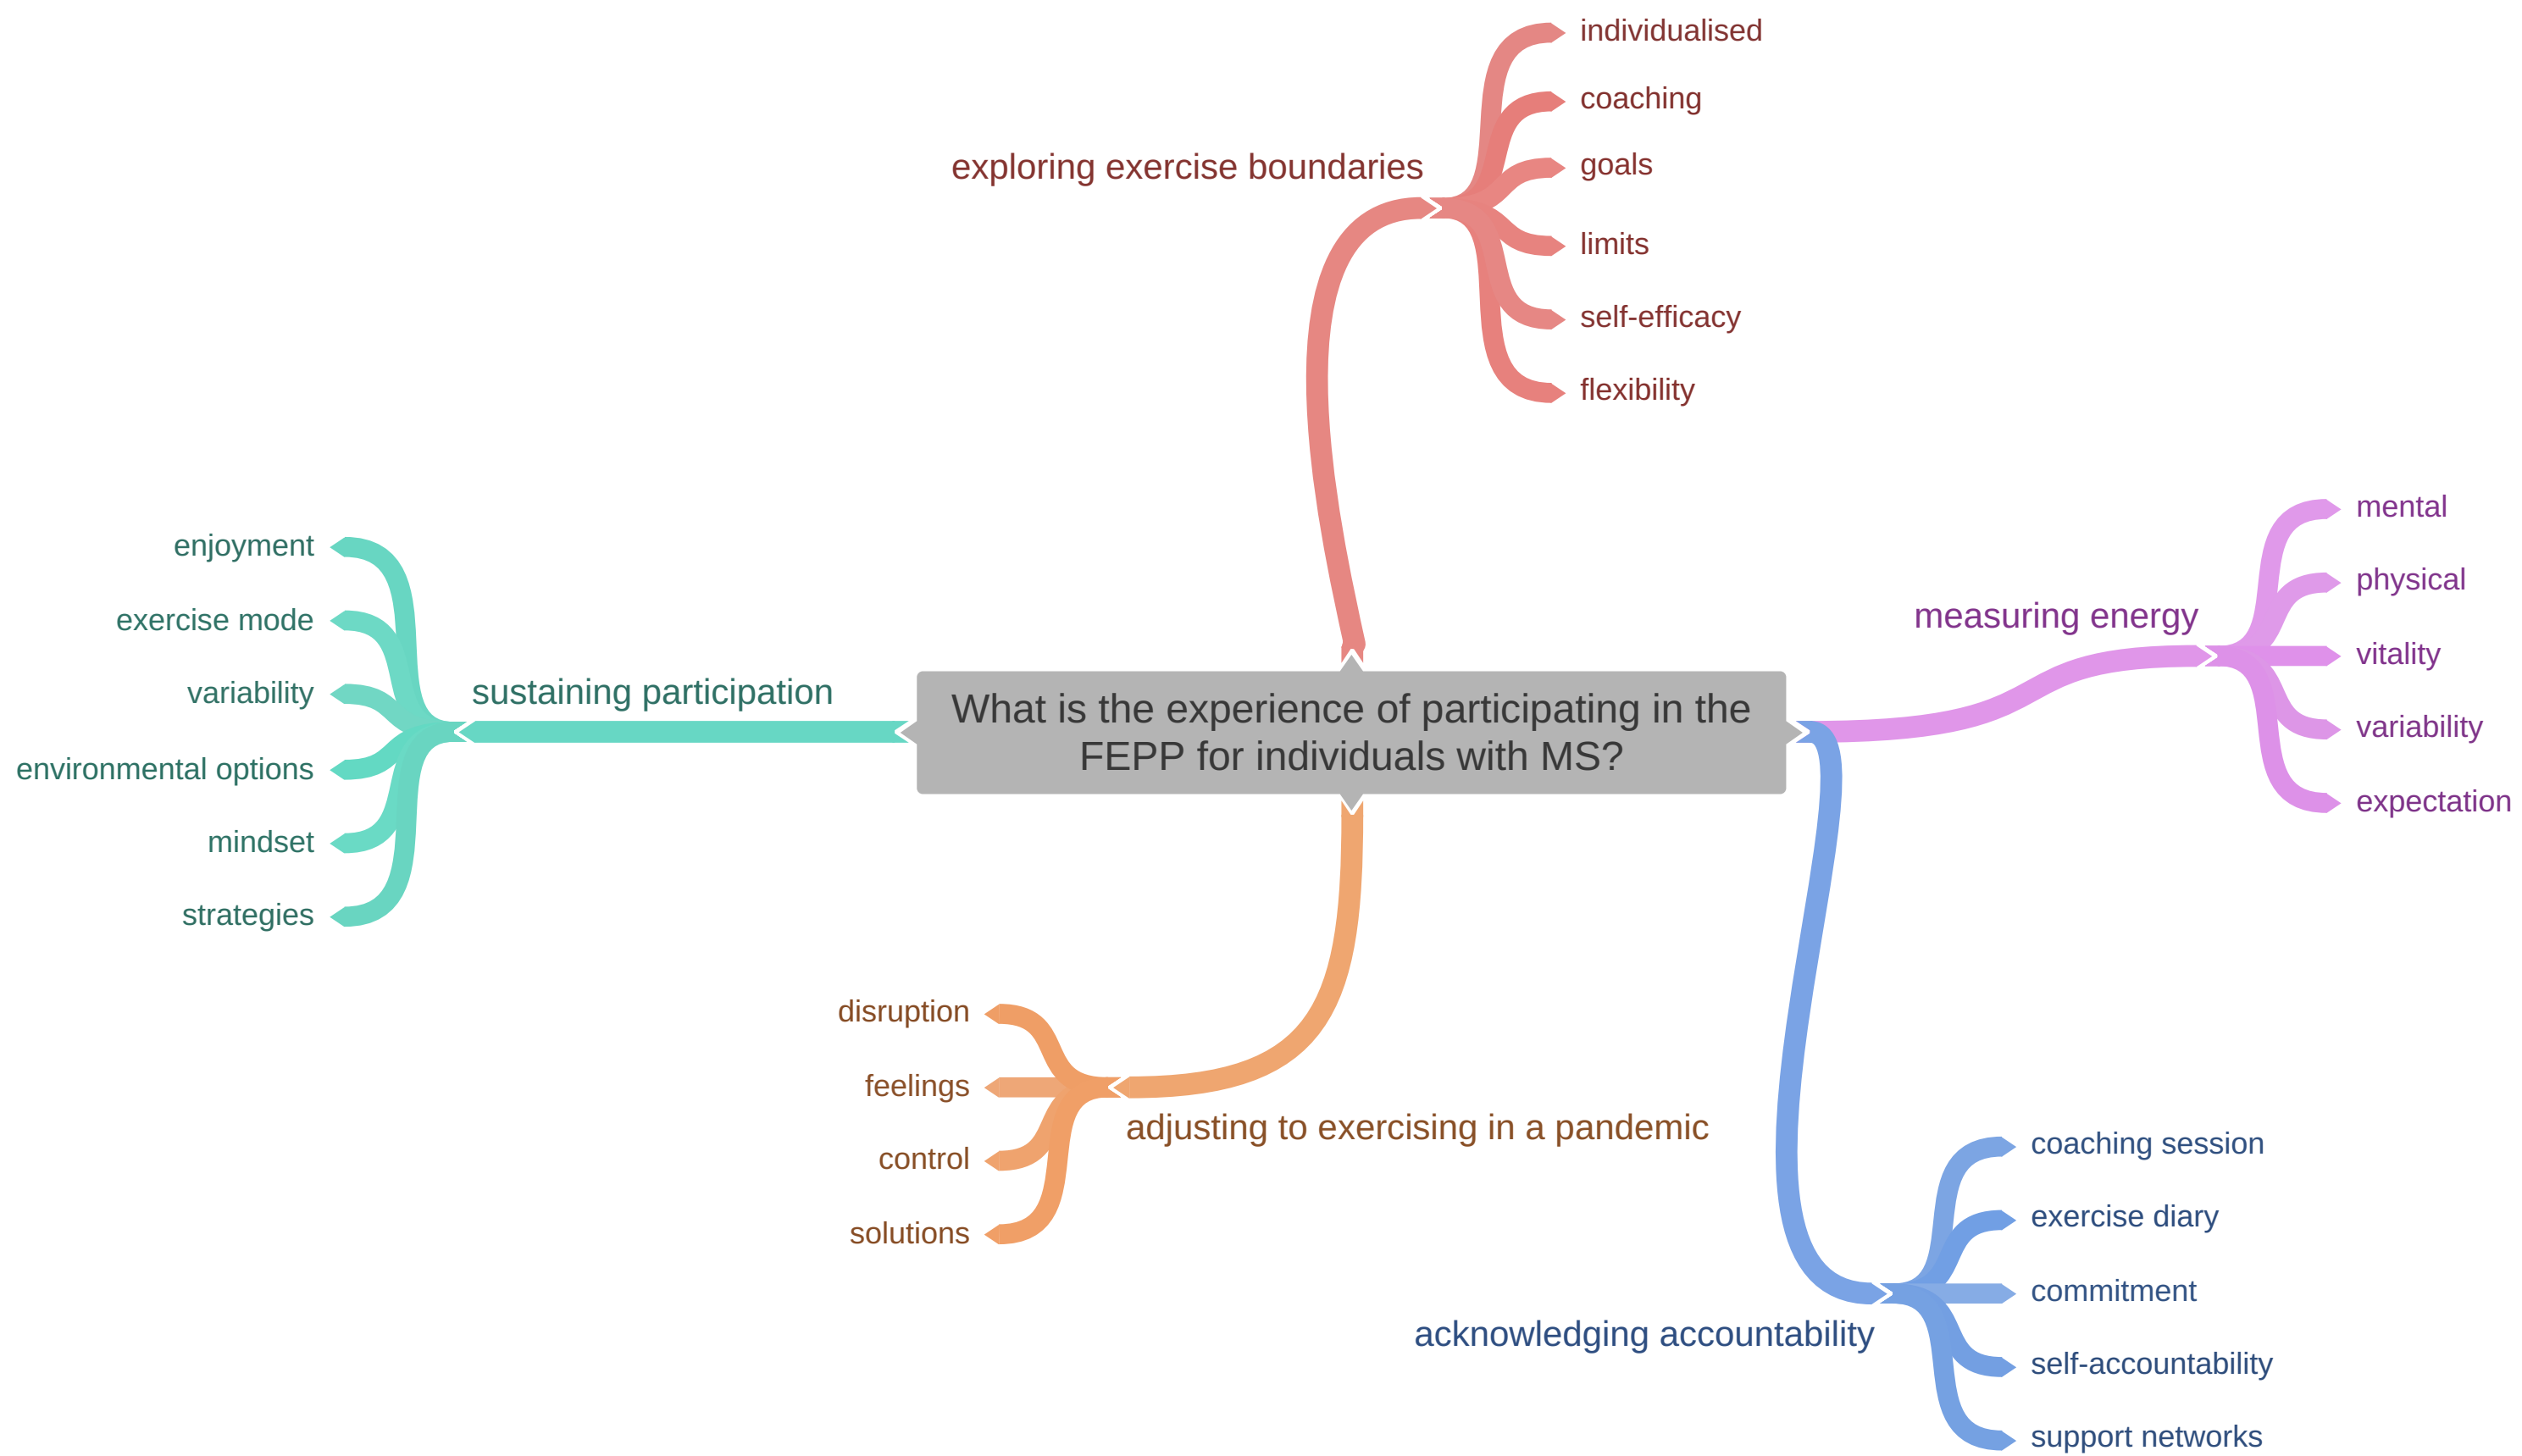 individualised
coaching
exploring exercise boundaries
goals
limits
self-efficacy
flexibility
mental
physical
measuring energy
vitality
variability
expectation
enjoyment
exercise mode
variability
sustaining participation
environmental options
mindset
strategies
What is the experience of participating in the
FEPP for individuals with MS?
disruption
feelings
adjusting to exercising in a pandemic
control
solutions
coaching session
exercise diary
commitment
acknowledging accountability
self-accountability
support networks